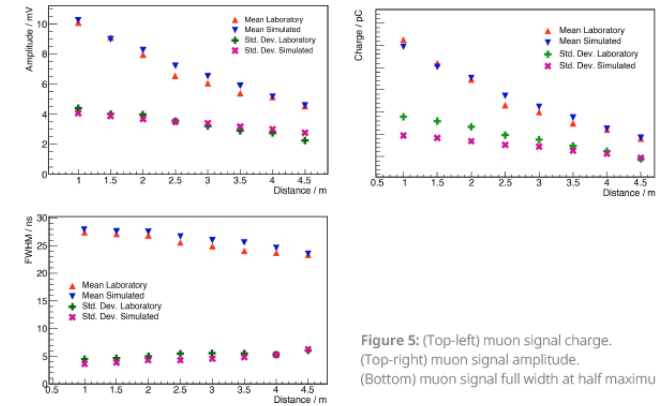 Amplitude / mV
10
8
6
4
2
0
Mean Laboratory
Mean Simulated
Std. Dev. Laboratory
Std. Dev. Simulated
1 1.5 2 2.5 3 3.5 4 4.5
Distance / m
Charge / pC
Mean Laboratory
Mean Simulated
Std. Dev. Laboratory
Std. Dev. Simulated
0.5 1 1.5 2 2.5 3 3.5 4 4.5
Distance / m
FWHM / ns
30
25
20
15
10
5
0
Mean Laboratory
Mean Simulated
Std. Dev. Laboratory
Std. Dev. Simulated
0.5 1 1.5 2 2.5 3 3.5 4 4.5
Distance / m
Figure 5: (Top-left) muon signal charge.
(Top-right) muon signal amplitude.
(Bottom) muon signal full width at half maximu